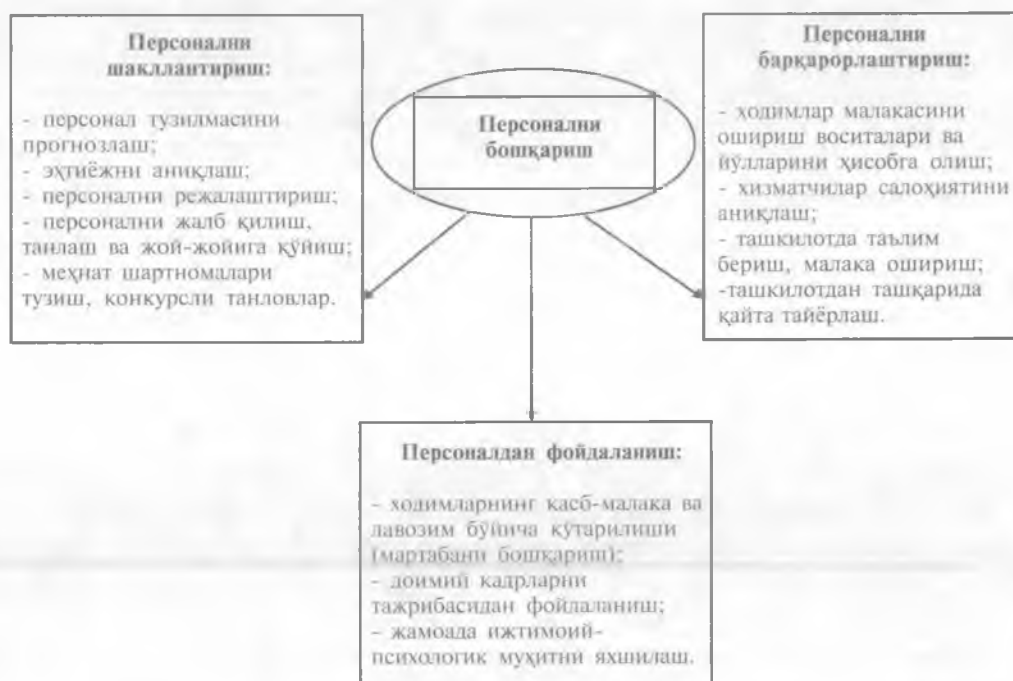 Персонални
шакллантириш:
- персонал тузилмасини
прогнозлаш;
- эҳтиёжни аниқлаш;
- персонални режалаштириш;
- персонални жалб қилиш,
танлаш ва жой-жойига қўйиш;
- меҳнат шартномалари
тузиш, конкурсли танловлар.
Персонални
бошқариш
Персонални
барқарорлаштириш:
- ходимлар малакасини
ошириш воситалари ва
йўлларини ҳисобга олиш;
- хизматчилар салоҳиятини
аниқлаш;
- ташкилотда таълим
бериш, малака ошириш;
-ташкилотдан ташқарида
қайта тайёрлаш.
Персоналдан фойдаланиш:
- ходимларнинг касб-малака ва
лавозим бўйича кўтарилиши
(мартабани бошқариш);
- доимий кадрларни
тажрибасидан фойдаланиш;
- жамоада ижтимоий-
психологик муҳитни яхшилаш.